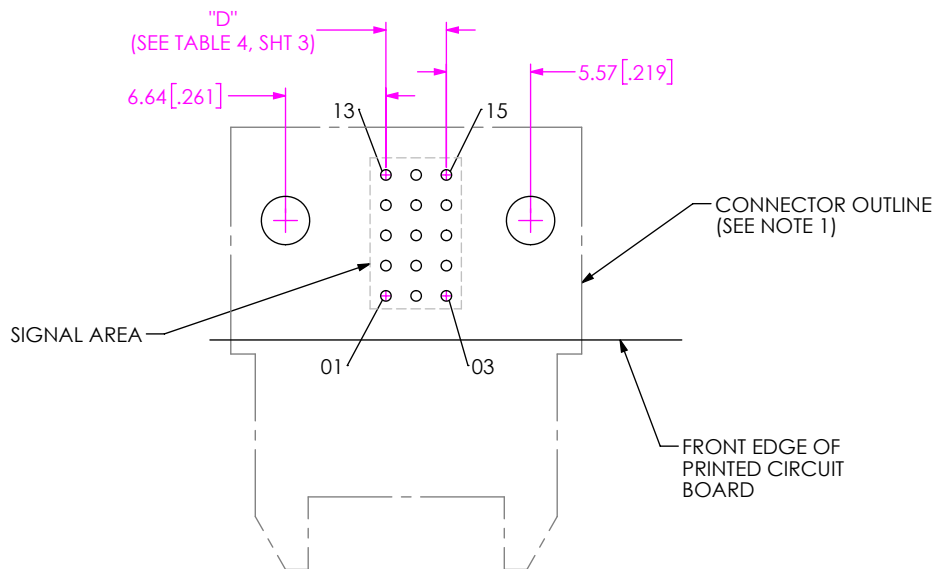 "D"
(SEE TABLE 4, SHT 3)
6.64[.261]
5.57[.219]
13
15
CONNECTOR OUTLINE
(SEE NOTE 1)
SIGNAL AREA
01
03
FRONT EDGE OF
PRINTED CIRCUIT
BOARD